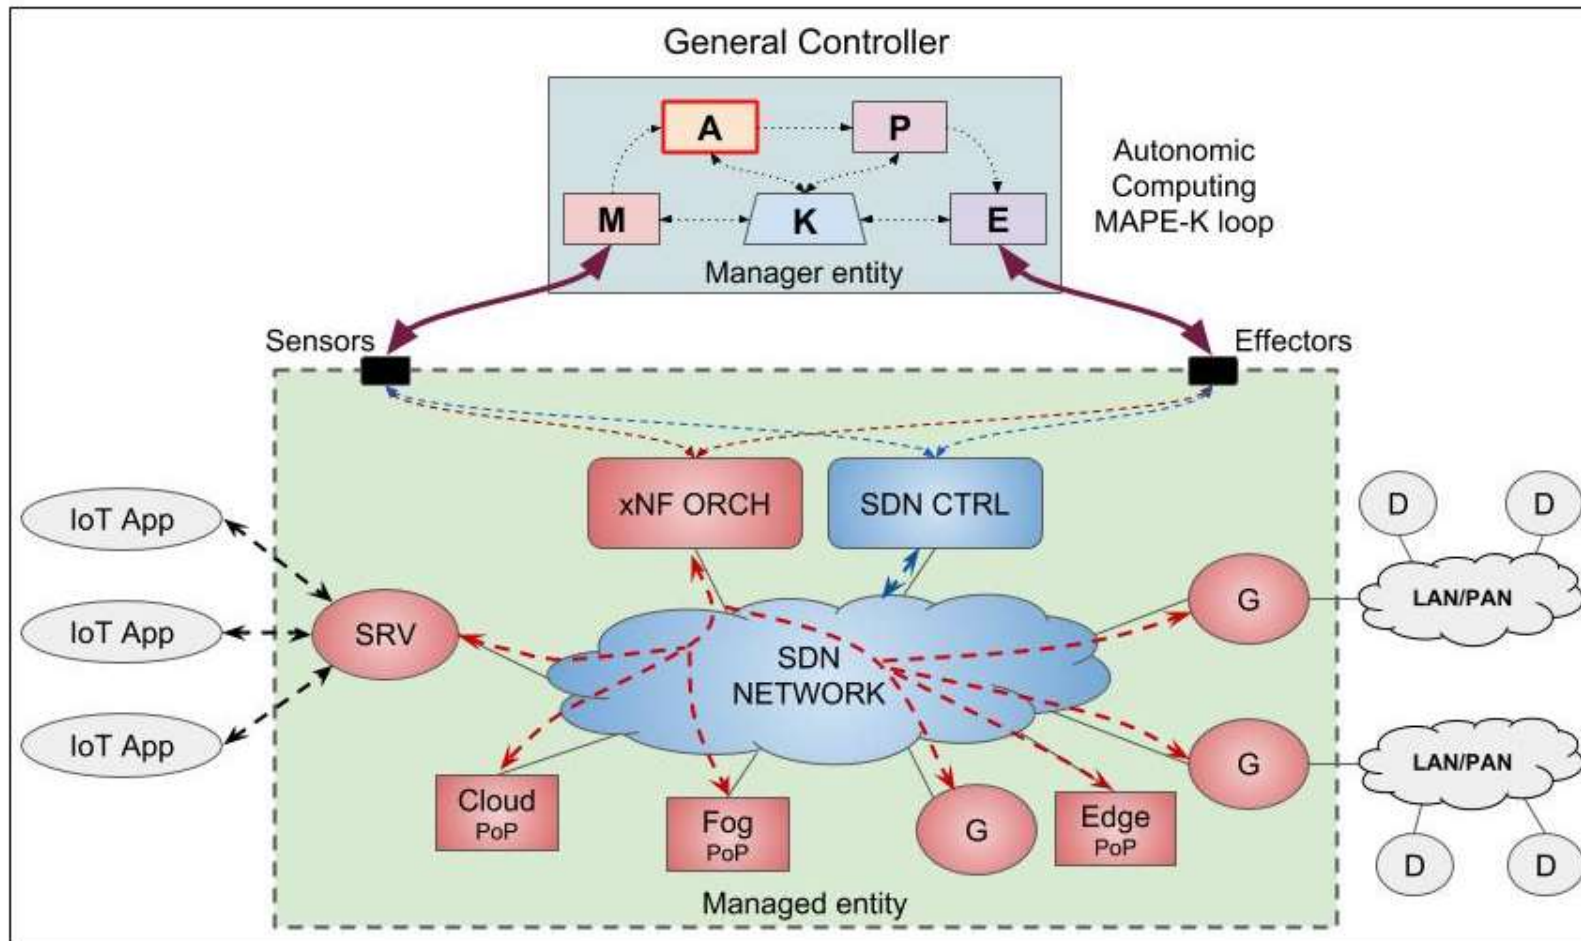 General Controller
A
P
M
K
E
Manager entity
Autonomic
Computing
MAPE-K loop
Sensors
Effectors
xNF ORCH
SDN CTRL
IoT App
IoT App
IoT App
SRV
SDN
NETWORK
G
G
G
Cloud
PoP
Fog
PoP
Edge
PoP
Managed entity
D
D
LAN/PAN
LAN/PAN
D
D